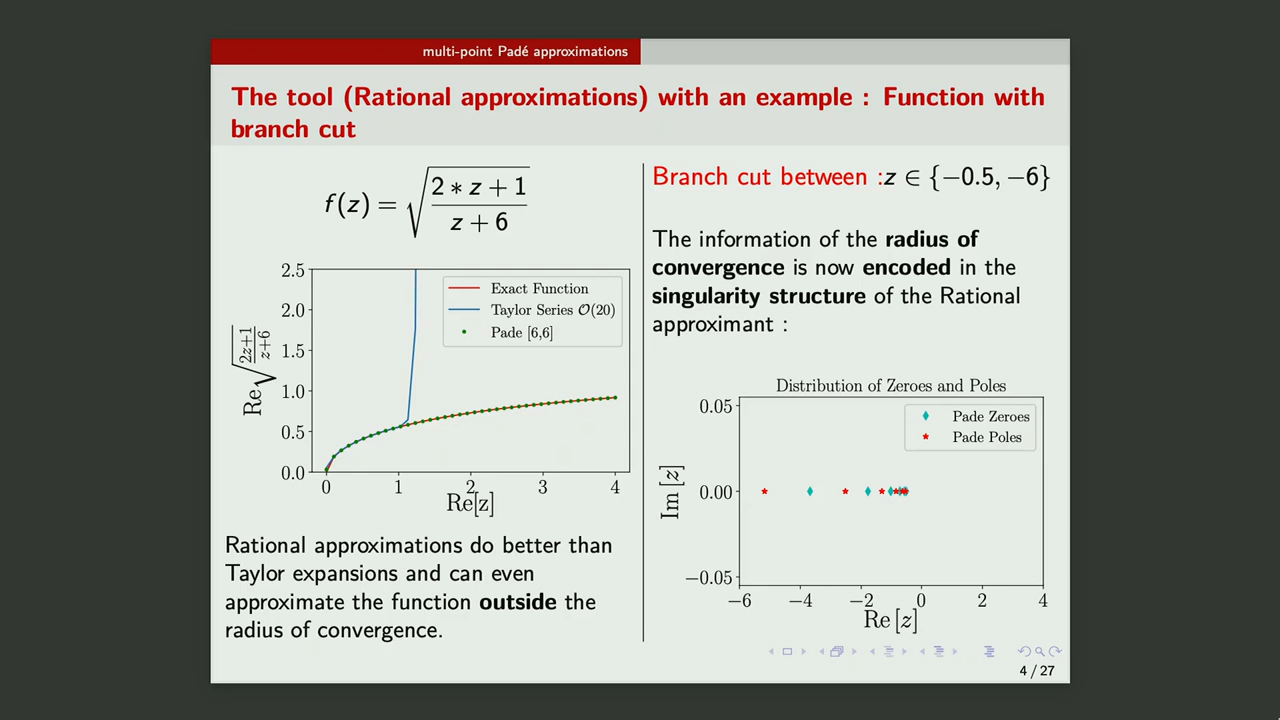 multi-point Padé approximations
The tool (Rational approximations) with an example : Function with
branch cut
f(z) = √((2 ∗ z + 1)/(z + 6))
2.5
2.0
1.5
1.0
0.5
0.0
Re√((2z+1)/(z+6))
Exact Function
Taylor Series 𝒪(20)
Pade [6,6]
0 1 2 3 4
Re[z]
Rational approximations do better than
Taylor expansions and can even
approximate the function outside the
radius of convergence.
Branch cut between :z ∈ {−0.5, −6}
The information of the radius of
convergence is now encoded in the
singularity structure of the Rational
approximant :
Distribution of Zeroes and Poles
0.05
0.00
−0.05
Im [z]
Pade Zeroes
Pade Poles
−6 −4 −2 0 2 4
Re [z]
4 / 27